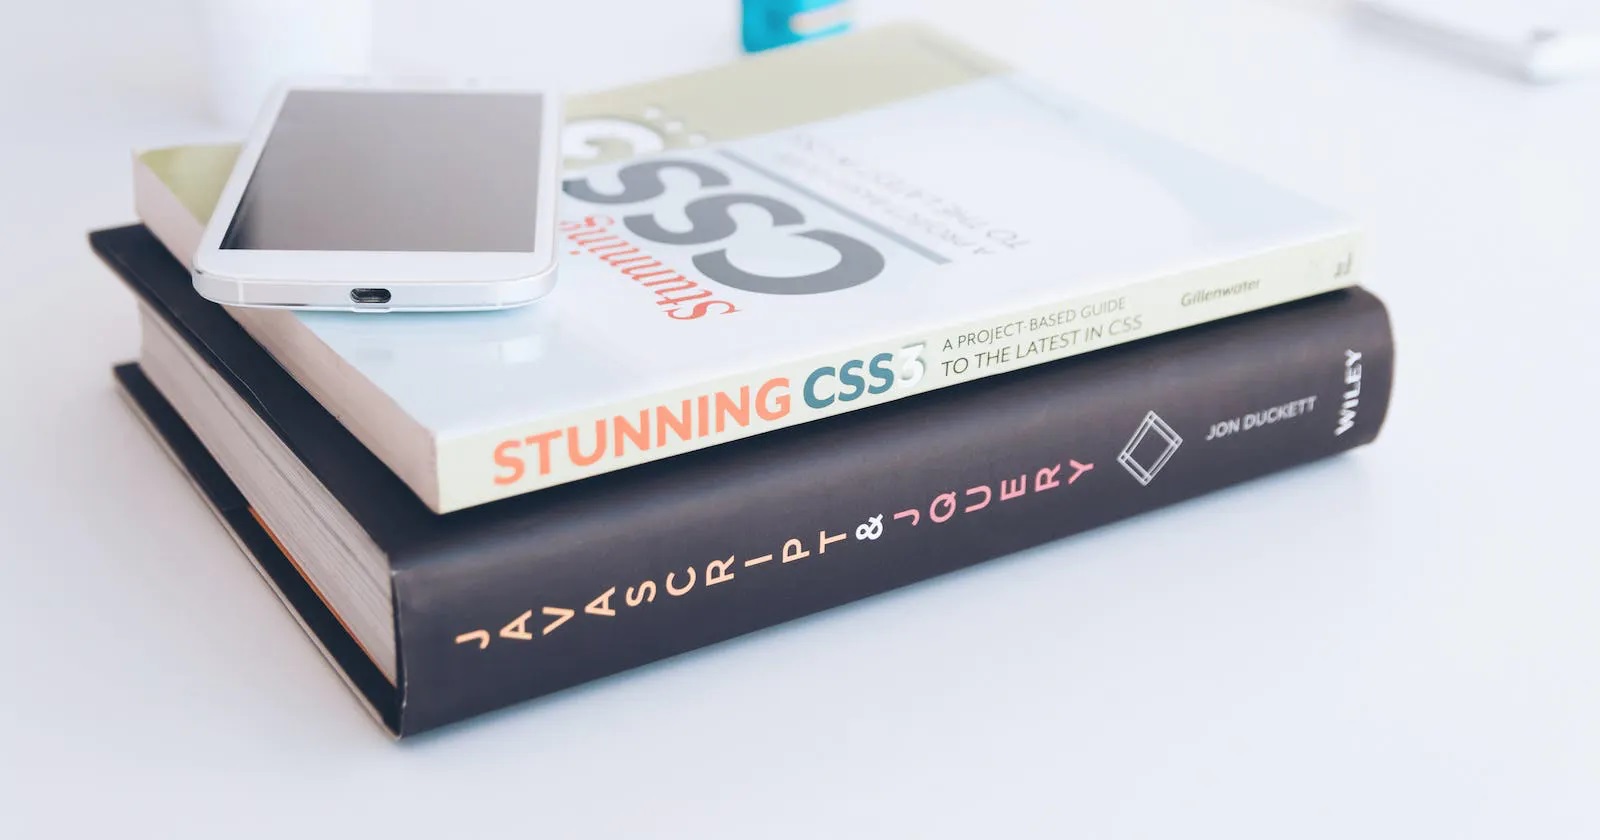 CSS
Stunning
A PROJECT-BASED GUIDE
TO THE LATEST IN CSS
STUNNING CSS3
A PROJECT-BASED GUIDE
TO THE LATEST IN CSS
Gillenwater
JAVASCRIPT & JQUERY
JON DUCKETT
WILEY